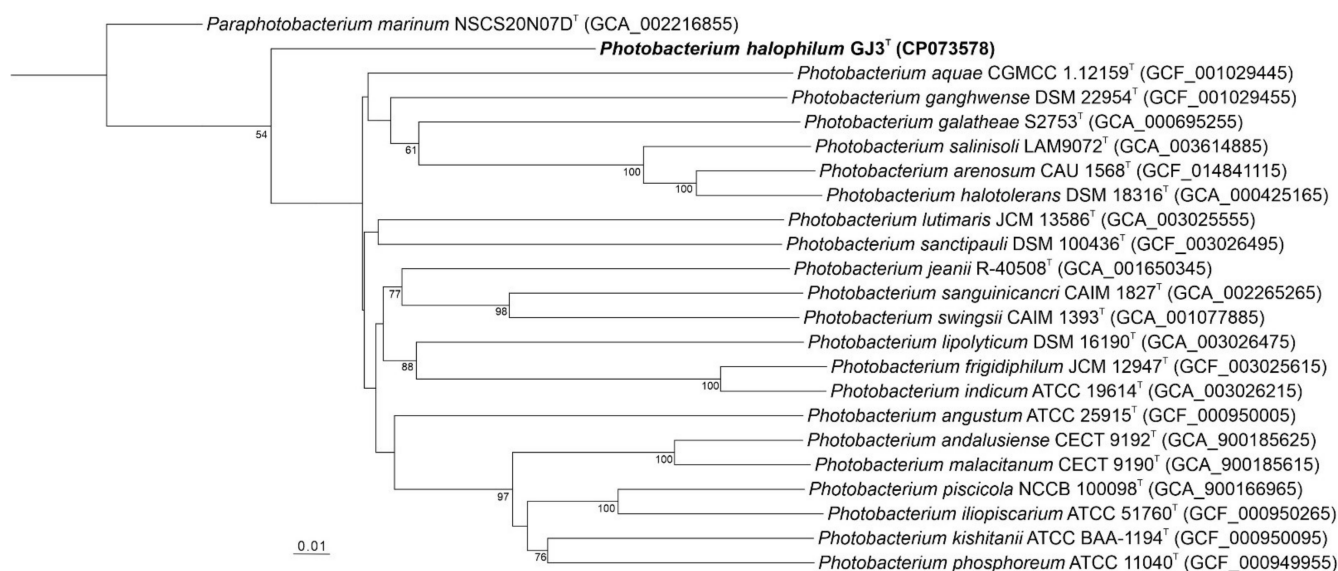 Paraphotobacterium marinum NSCS20N07Dᵀ (GCA_002216855)
Photobacterium halophilum GJ3ᵀ (CP073578)
Photobacterium aquae CGMCC 1.12159ᵀ (GCF_001029445)
Photobacterium ganghwense DSM 22954ᵀ (GCF_001029455)
54
Photobacterium galatheae S2753ᵀ (GCA_000695255)
61
Photobacterium salinisoli LAM9072ᵀ (GCA_003614885)
100
Photobacterium arenosum CAU 1568ᵀ (GCF_014841115)
100
Photobacterium halotolerans DSM 18316ᵀ (GCA_000425165)
Photobacterium lutimaris JCM 13586ᵀ (GCA_003025555)
Photobacterium sanctipauli DSM 100436ᵀ (GCF_003026495)
Photobacterium jeanii R-40508ᵀ (GCA_001650345)
77
Photobacterium sanguinicancri CAIM 1827ᵀ (GCA_002265265)
98
Photobacterium swingsii CAIM 1393ᵀ (GCA_001077885)
Photobacterium lipolyticum DSM 16190ᵀ (GCA_003026475)
88
Photobacterium frigidiphilum JCM 12947ᵀ (GCF_003025615)
100
Photobacterium indicum ATCC 19614ᵀ (GCA_003026215)
Photobacterium angustum ATCC 25915ᵀ (GCF_000950005)
Photobacterium andalusiense CECT 9192ᵀ (GCA_900185625)
100
Photobacterium malacitanum CECT 9190ᵀ (GCA_900185615)
97
Photobacterium piscicola NCCB 100098ᵀ (GCA_900166965)
100
Photobacterium iliopiscarium ATCC 51760ᵀ (GCF_000950265)
Photobacterium kishitanii ATCC BAA-1194ᵀ (GCF_000950095)
0.01
76
Photobacterium phosphoreum ATCC 11040ᵀ (GCF_000949955)